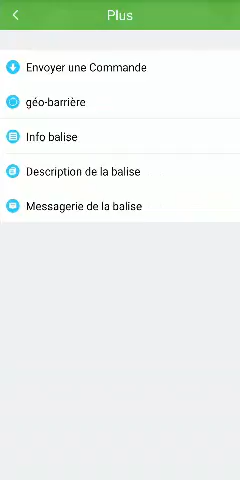 Plus
Envoyer une Commande
géo-barrière
Info balise
Description de la balise
Messagerie de la balise